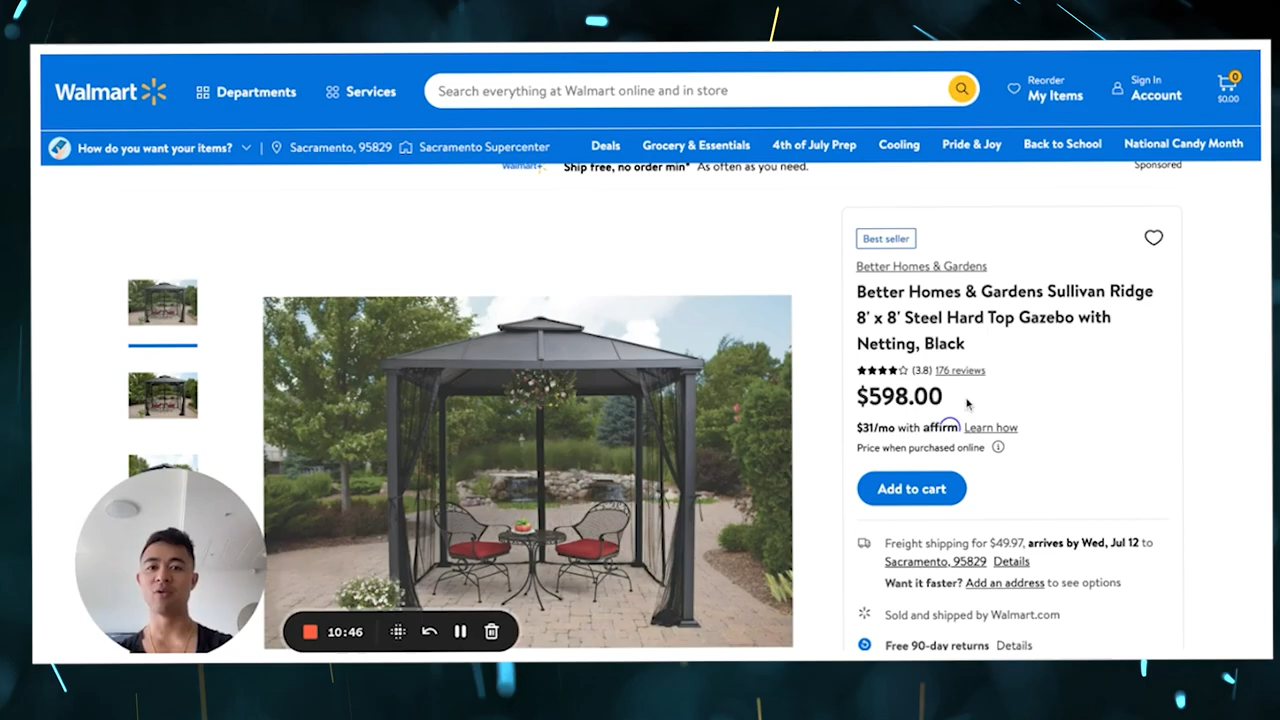 Walmart
Departments
Services
Search everything at Walmart online and in store
Reorder
My Items
Sign In
Account
0
$0.00
How do you want your items?
Sacramento, 95829
Sacramento Supercenter
Deals
Grocery & Essentials
4th of July Prep
Cooling
Pride & Joy
Back to School
National Candy Month
Walmart+
Ship free, no order min* As often as you need.
Sponsored
Best seller
Better Homes & Gardens
Better Homes & Gardens Sullivan Ridge
8' x 8' Steel Hard Top Gazebo with
Netting, Black
(3.8) 176 reviews
$598.00
$31/mo with affirm Learn how
Price when purchased online
Add to cart
Freight shipping for $49.97, arrives by Wed, Jul 12 to
Sacramento, 95829 Details
Want it faster? Add an address to see options
Sold and shipped by Walmart.com
Free 90-day returns Details
10:46